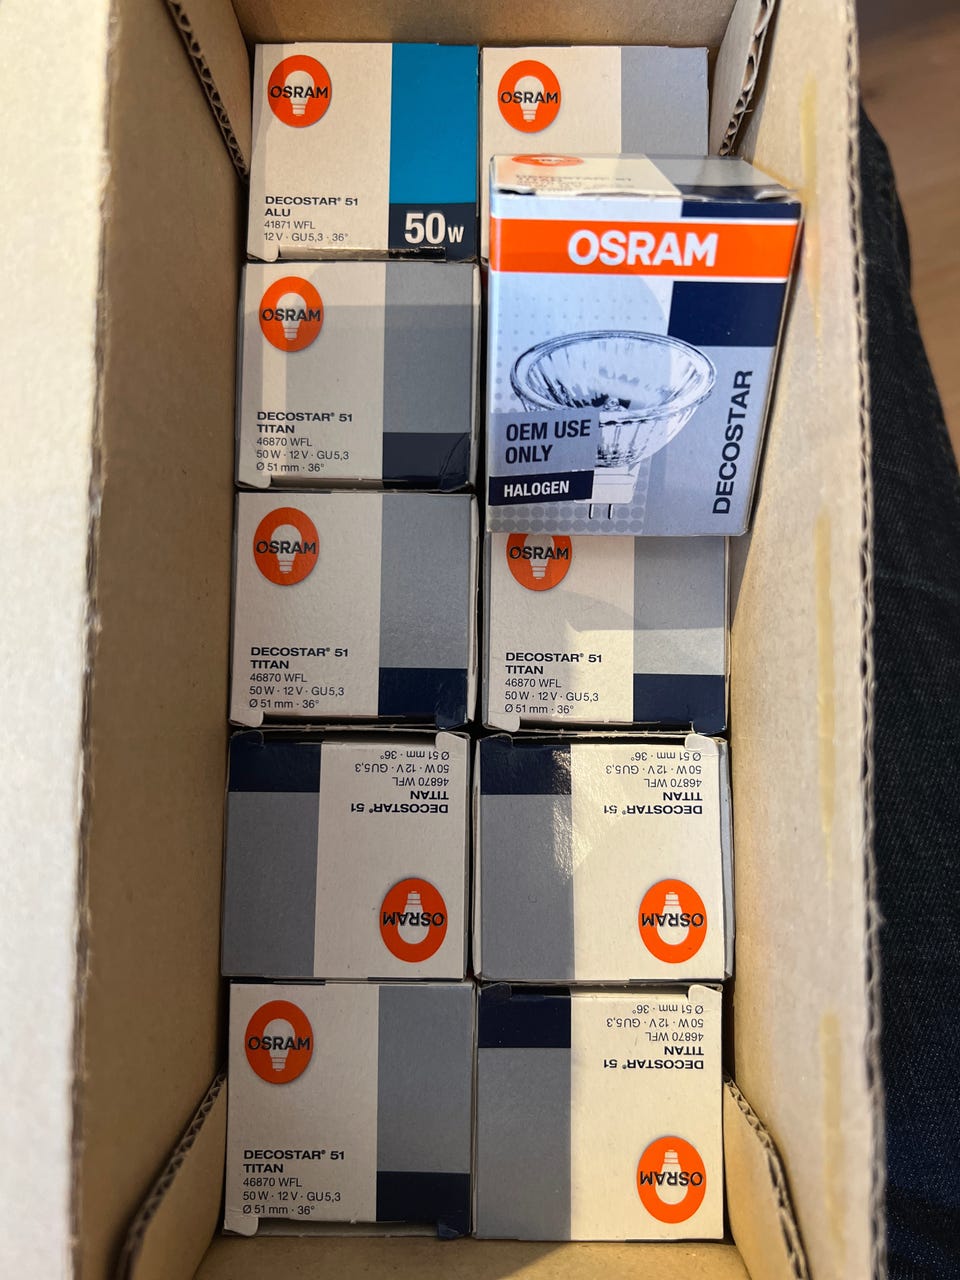 OSRAM
DECOSTAR® 51
ALU
41871 WFL
12 V · GU5,3 · 36°
50W
OSRAM
DECOSTAR® 51
OSRAM
OEM USE
ONLY
HALOGEN
DECOSTAR
OSRAM
DECOSTAR® 51
TITAN
46870 WFL
50 W · 12 V · GU5,3
Ø 51 mm · 36°
OSRAM
DECOSTAR® 51
TITAN
46870 WFL
50 W · 12 V · GU5,3
Ø 51 mm · 36°
OSRAM
DECOSTAR® 51
TITAN
46870 WFL
50 W · 12 V · GU5,3
Ø 51 mm · 36°
OSRAM
DECOSTAR® 51
TITAN
46870 WFL
50 W · 12 V · GU5,3
Ø 51 mm · 36°
OSRAM
DECOSTAR® 51
TITAN
46870 WFL
50 W · 12 V · GU5,3
Ø 51 mm · 36°
OSRAM
DECOSTAR® 51
TITAN
46870 WFL
50 W · 12 V · GU5,3
Ø 51 mm · 36°
OSRAM
DECOSTAR® 51
TITAN
46870 WFL
50 W · 12 V · GU5,3
Ø 51 mm · 36°
OSRAM